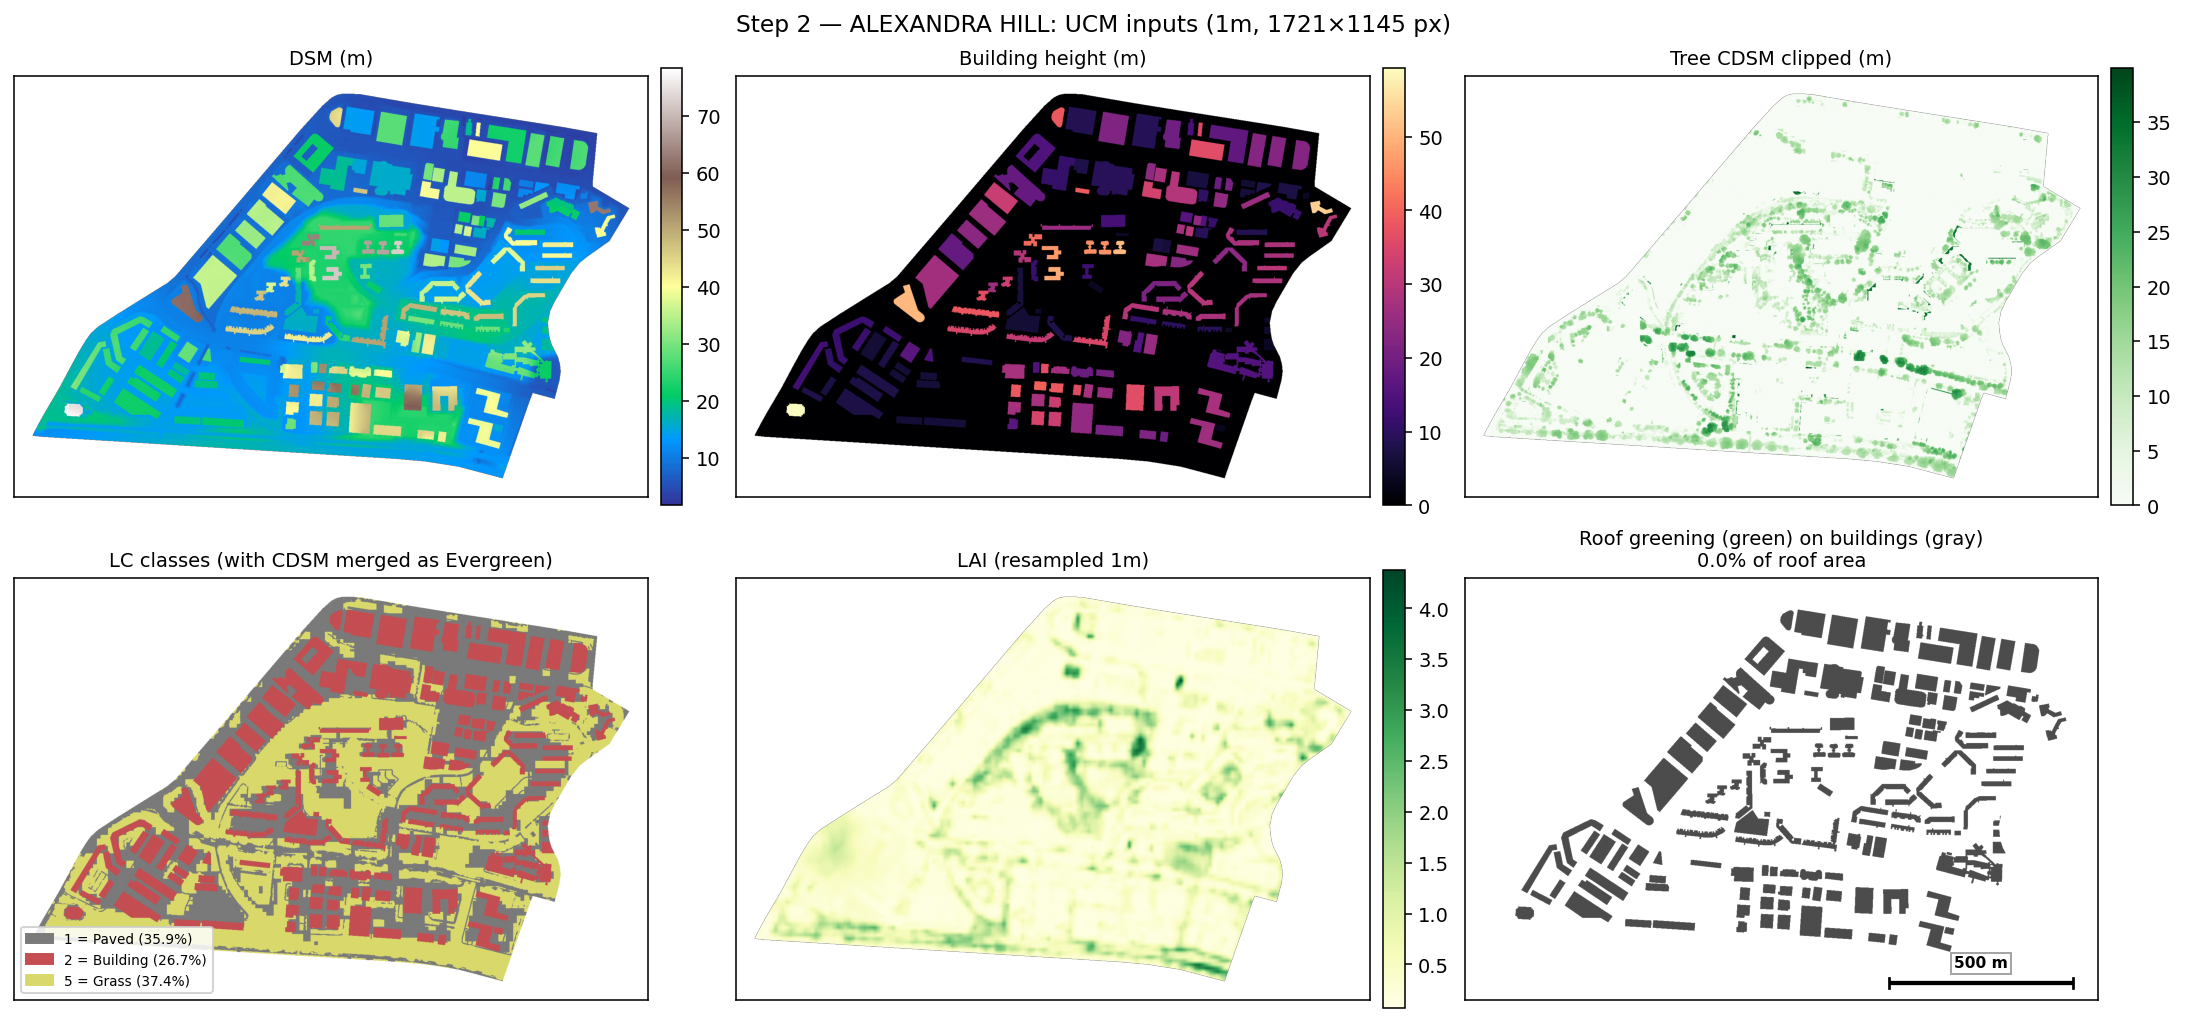 Step 2 — ALEXANDRA HILL: UCM inputs (1m, 1721×1145 px)
DSM (m)
70
60
50
40
30
20
10
Building height (m)
50
40
30
20
10
0
Tree CDSM clipped (m)
35
30
25
20
15
10
5
0
LC classes (with CDSM merged as Evergreen)
1 = Paved (35.9%)
2 = Building (26.7%)
5 = Grass (37.4%)
LAI (resampled 1m)
4.0
3.5
3.0
2.5
2.0
1.5
1.0
0.5
Roof greening (green) on buildings (gray)
0.0% of roof area
500 m